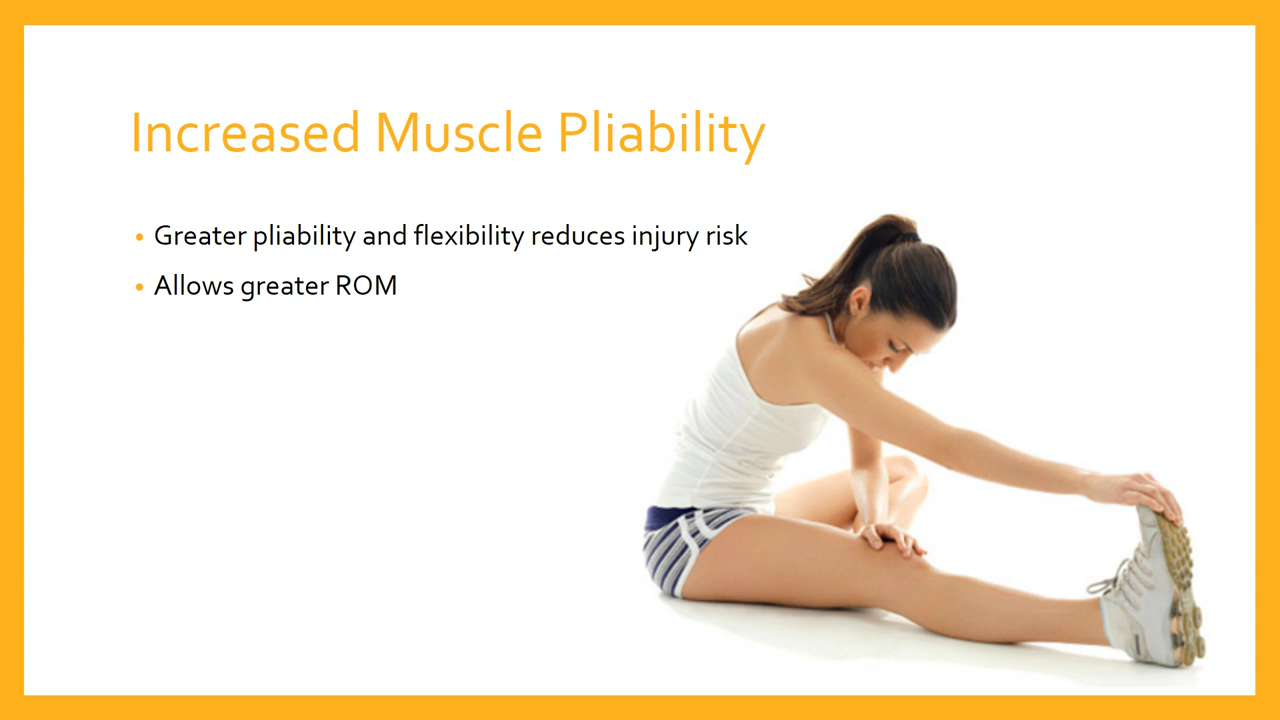 Increased Muscle Pliability
• Greater pliability and flexibility reduces injury risk
• Allows greater ROM